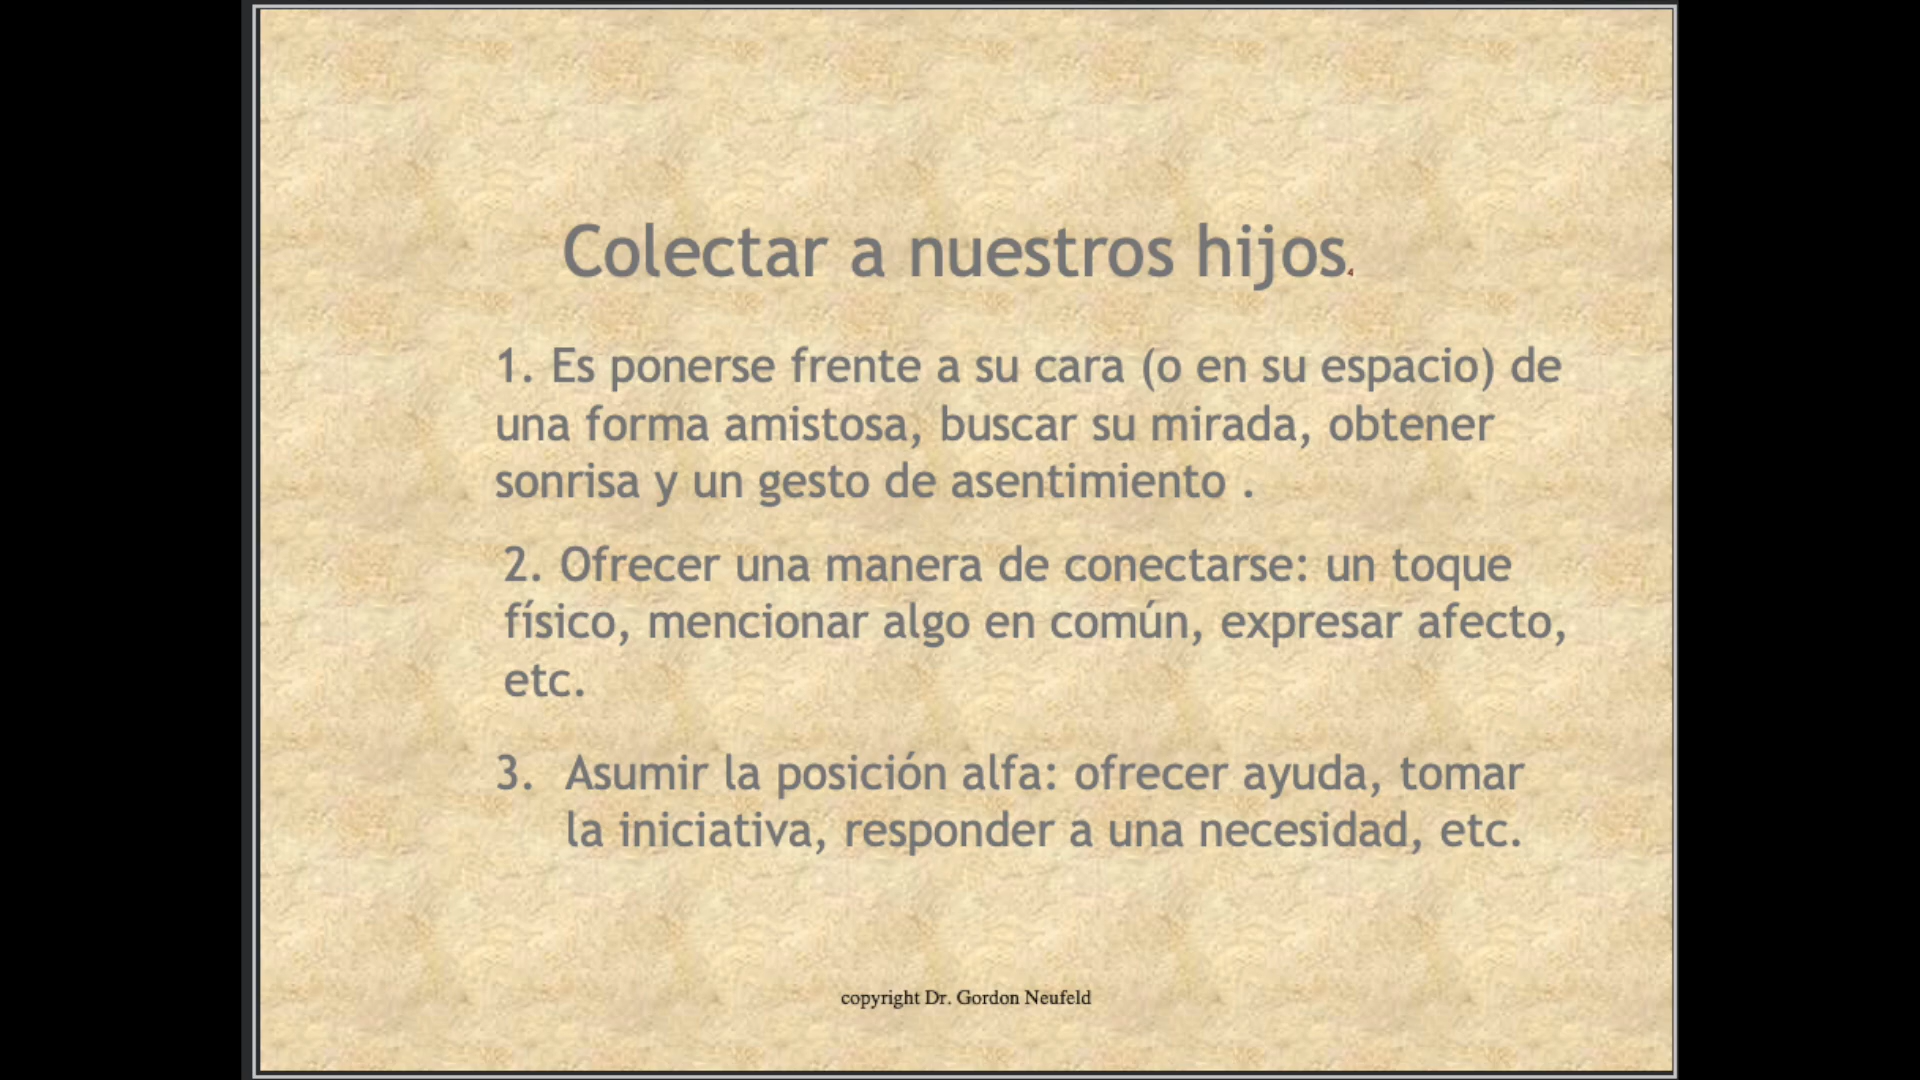 Colectar a nuestros hijos.
1. Es ponerse frente a su cara (o en su espacio) de
una forma amistosa, buscar su mirada, obtener
sonrisa y un gesto de asentimiento .
2. Ofrecer una manera de conectarse: un toque
físico, mencionar algo en común, expresar afecto,
etc.
3. Asumir la posición alfa: ofrecer ayuda, tomar
la iniciativa, responder a una necesidad, etc.
copyright Dr. Gordon Neufeld